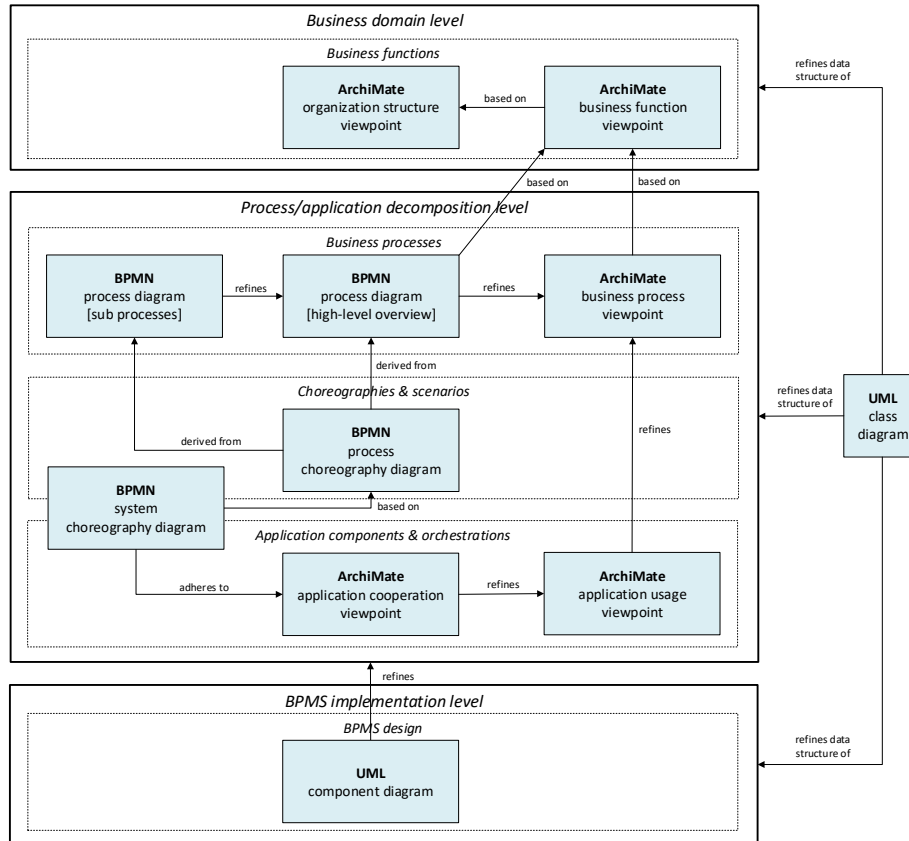 Business domain level
Business functions
ArchiMate
organization structure
viewpoint
based on
ArchiMate
business function
viewpoint
refines data
structure of
based on
based on
Process/application decomposition level
Business processes
BPMN
process diagram
[sub processes]
refines
BPMN
process diagram
[high-level overview]
refines
ArchiMate
business process
viewpoint
derived from
Choreographies & scenarios
refines data
structure of
UML
class
diagram
derived from
BPMN
process
choreography diagram
refines
BPMN
system
choreography diagram
based on
Application components & orchestrations
adheres to
ArchiMate
application cooperation
viewpoint
refines
ArchiMate
application usage
viewpoint
refines
BPMS implementation level
BPMS design
refines data
structure of
UML
component diagram